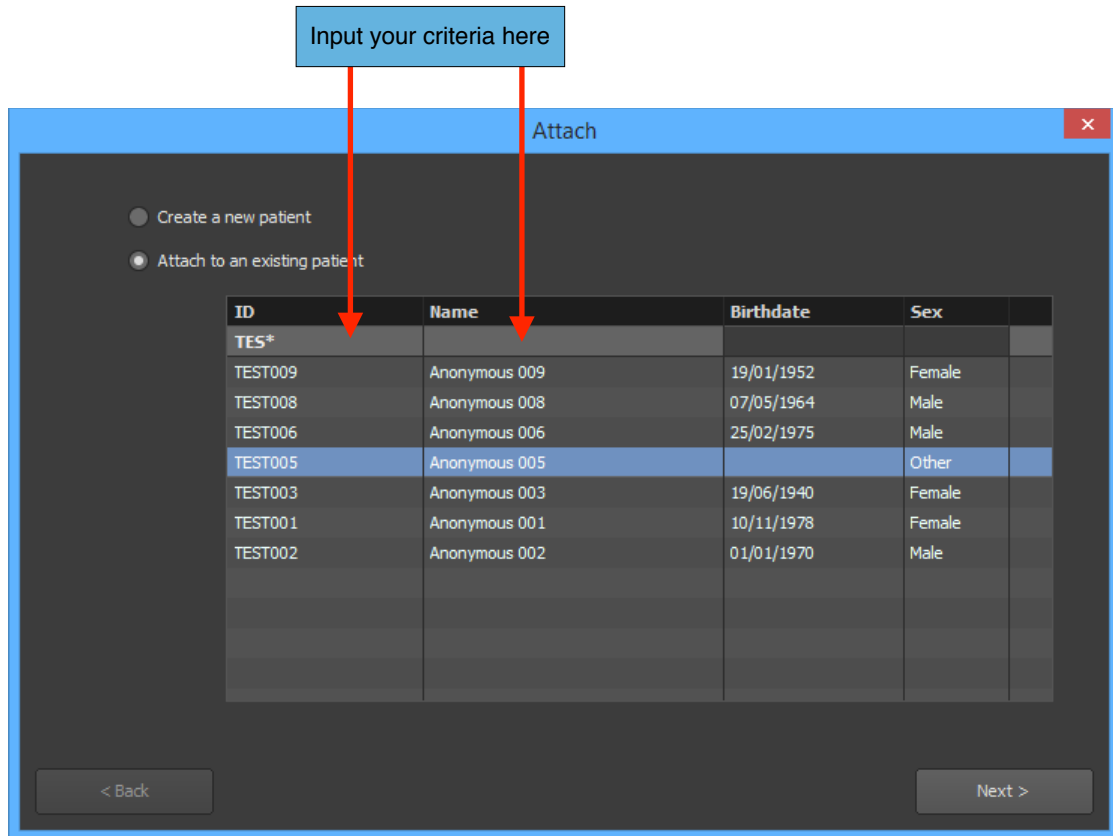 Input your criteria here
Attach
Create a new patient
Attach to an existing patient
ID Name Birthdate Sex
TES*
TEST009 Anonymous 009 19/01/1952 Female
TEST008 Anonymous 008 07/05/1964 Male
TEST006 Anonymous 006 25/02/1975 Male
TEST005 Anonymous 005 Other
TEST003 Anonymous 003 19/06/1940 Female
TEST001 Anonymous 001 10/11/1978 Female
TEST002 Anonymous 002 01/01/1970 Male
< Back Next >